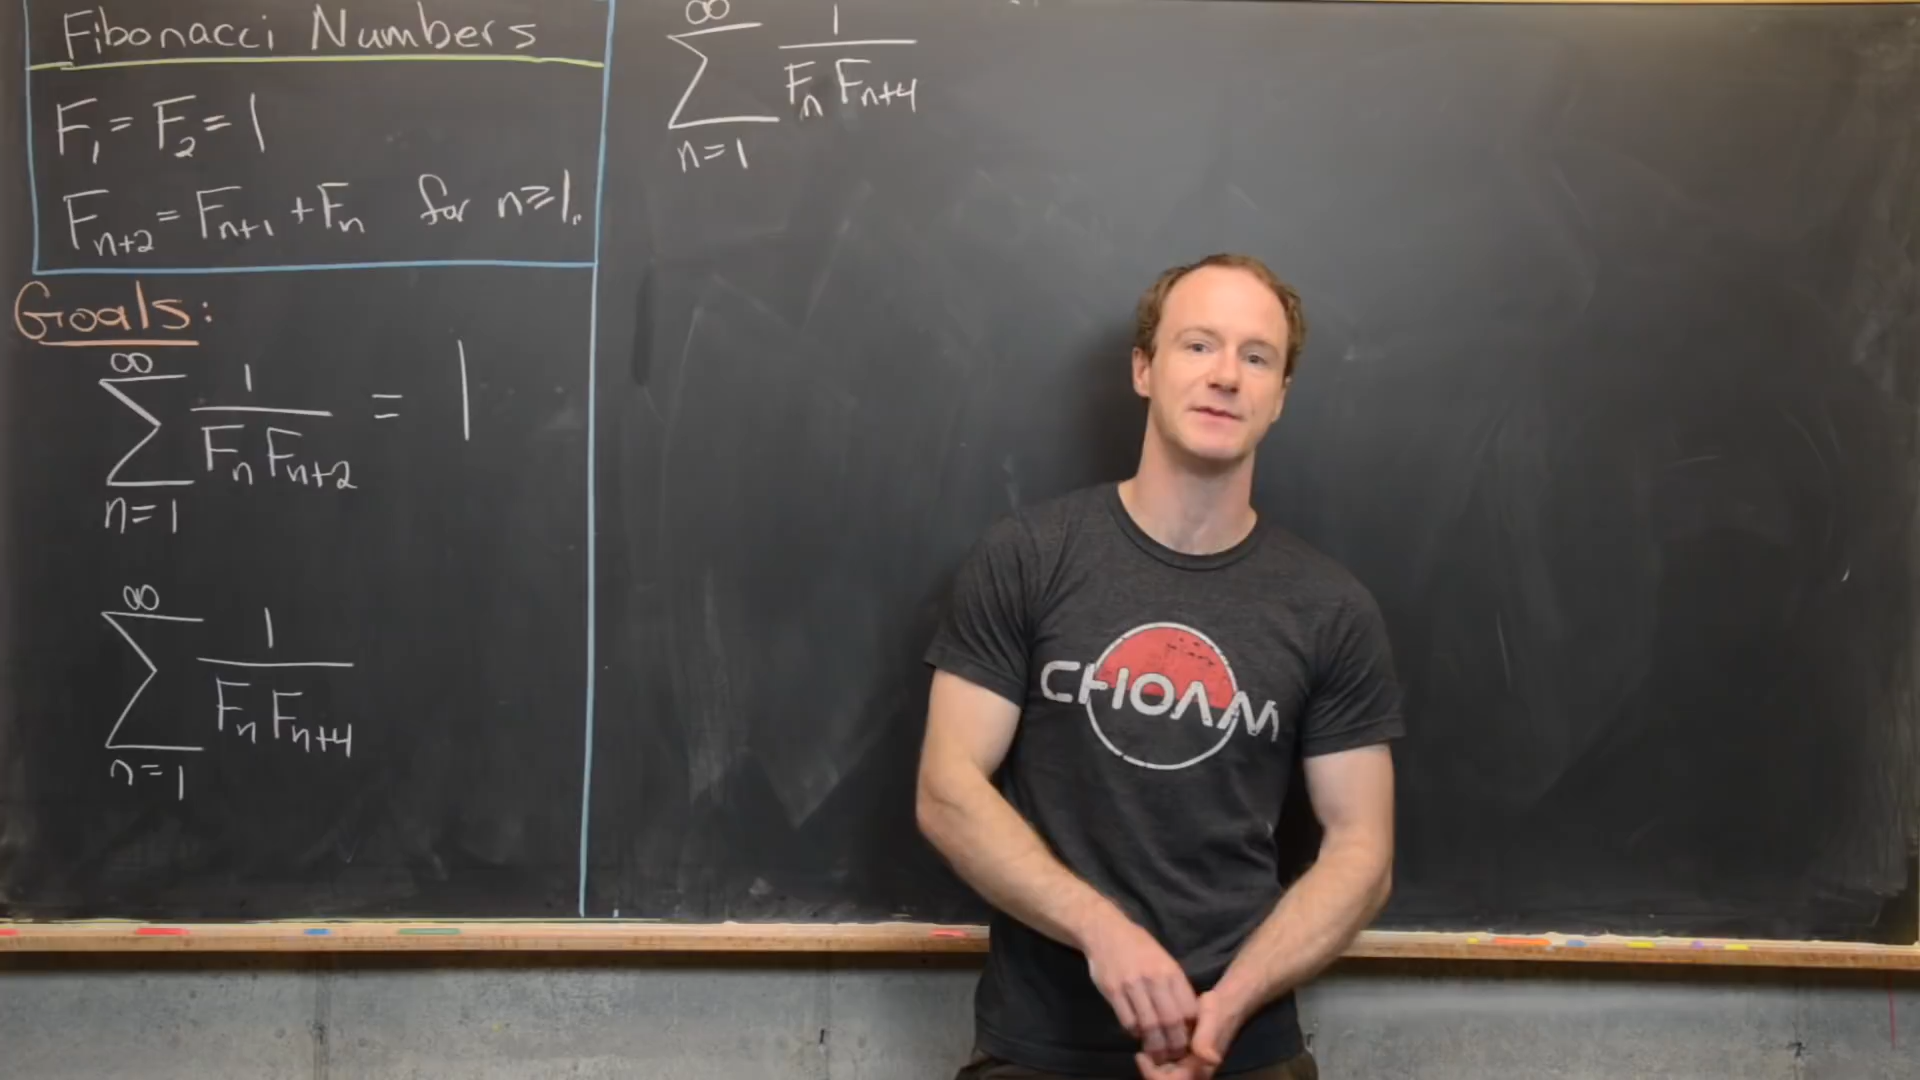 Fibonacci Numbers
F₁ = F₂ = 1
Fₙ₊₂ = Fₙ₊₁ + Fₙ for n ≥ 1.
Goals:
∞
∑ 1 / (Fₙ Fₙ₊₂) = 1
n = 1
∞
∑ 1 / (Fₙ Fₙ₊₄)
n = 1
∞
∑ 1 / (Fₙ Fₙ₊₄)
n = 1
CHOAM